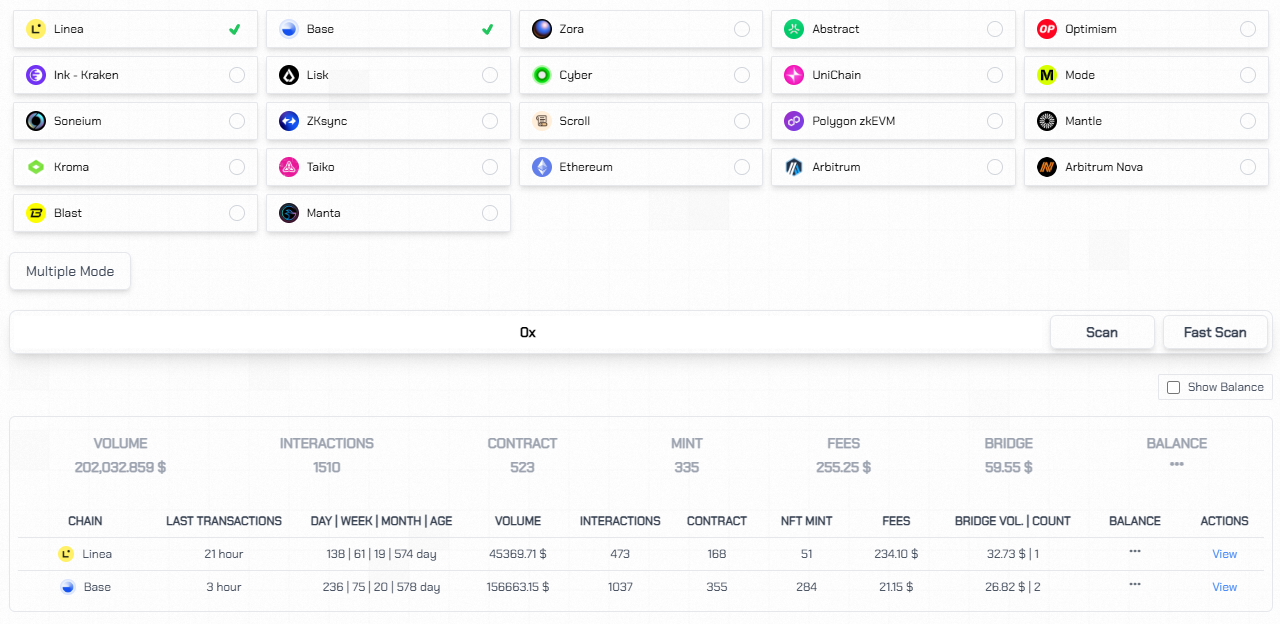 Linea Base Zora Abstract OP Optimism
Ink - Kraken Lisk Cyber UniChain M Mode
Soneium ZKsync Scroll Polygon zkEVM Mantle
Kroma Taiko Ethereum Arbitrum Arbitrum Nova
Blast Manta
Multiple Mode
0x Scan Fast Scan
Show Balance
VOLUME INTERACTIONS CONTRACT MINT FEES BRIDGE BALANCE
202,032.859 $ 1510 523 335 255.25 $ 59.55 $ ***
CHAIN LAST TRANSACTIONS DAY | WEEK | MONTH | AGE VOLUME INTERACTIONS CONTRACT NFT MINT FEES BRIDGE VOL. | COUNT BALANCE ACTIONS
Linea 21 hour 138 | 61 | 19 | 574 day 45369.71 $ 473 168 51 234.10 $ 32.73 $ | 1 *** View
Base 3 hour 236 | 75 | 20 | 578 day 156663.15 $ 1037 355 284 21.15 $ 26.82 $ | 2 *** View